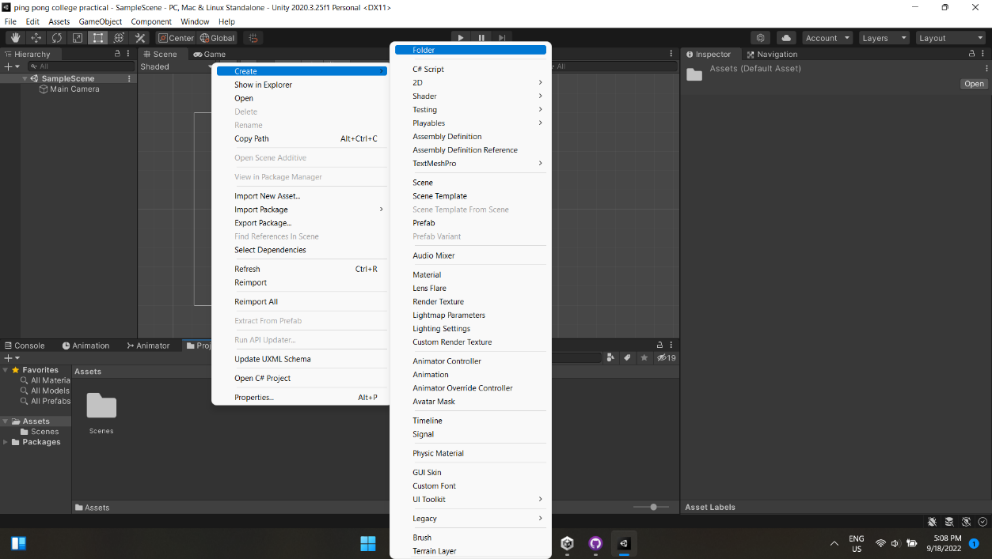 ping pong college practical - SampleScene - PC, Mac & Linux Standalone - Unity 2020.3.25f1 Personal <DX11>
File Edit Assets GameObject Component Window Help
Center Global Account Layers Layout
Hierarchy
All
SampleScene
Main Camera
Scene Game
Shaded
All
Create
Show in Explorer
Open
Delete
Rename
Copy Path Alt+Ctrl+C
Open Scene Additive
View in Package Manager
Import New Asset...
Import Package
Export Package...
Find References In Scene
Select Dependencies
Refresh Ctrl+R
Reimport
Reimport All
Extract From Prefab
Run API Updater...
Update UXML Schema
Open C# Project
Properties... Alt+P
Folder
C# Script
2D
Shader
Testing
Playables
Assembly Definition
Assembly Definition Reference
TextMeshPro
Scene
Scene Template
Scene Template From Scene
Prefab
Prefab Variant
Audio Mixer
Material
Lens Flare
Render Texture
Lightmap Parameters
Lighting Settings
Custom Render Texture
Animator Controller
Animation
Animator Override Controller
Avatar Mask
Timeline
Signal
Physic Material
GUI Skin
Custom Font
UI Toolkit
Legacy
Brush
Terrain Layer
Inspector Navigation
Assets (Default Asset)
Open
Console Animation Animator Proj
19
Favorites
All Materia
All Models
All Prefabs
Assets
Scenes
Packages
Assets
Scenes
Assets
Asset Labels
ENG
US
5:08 PM
9/18/2022
1